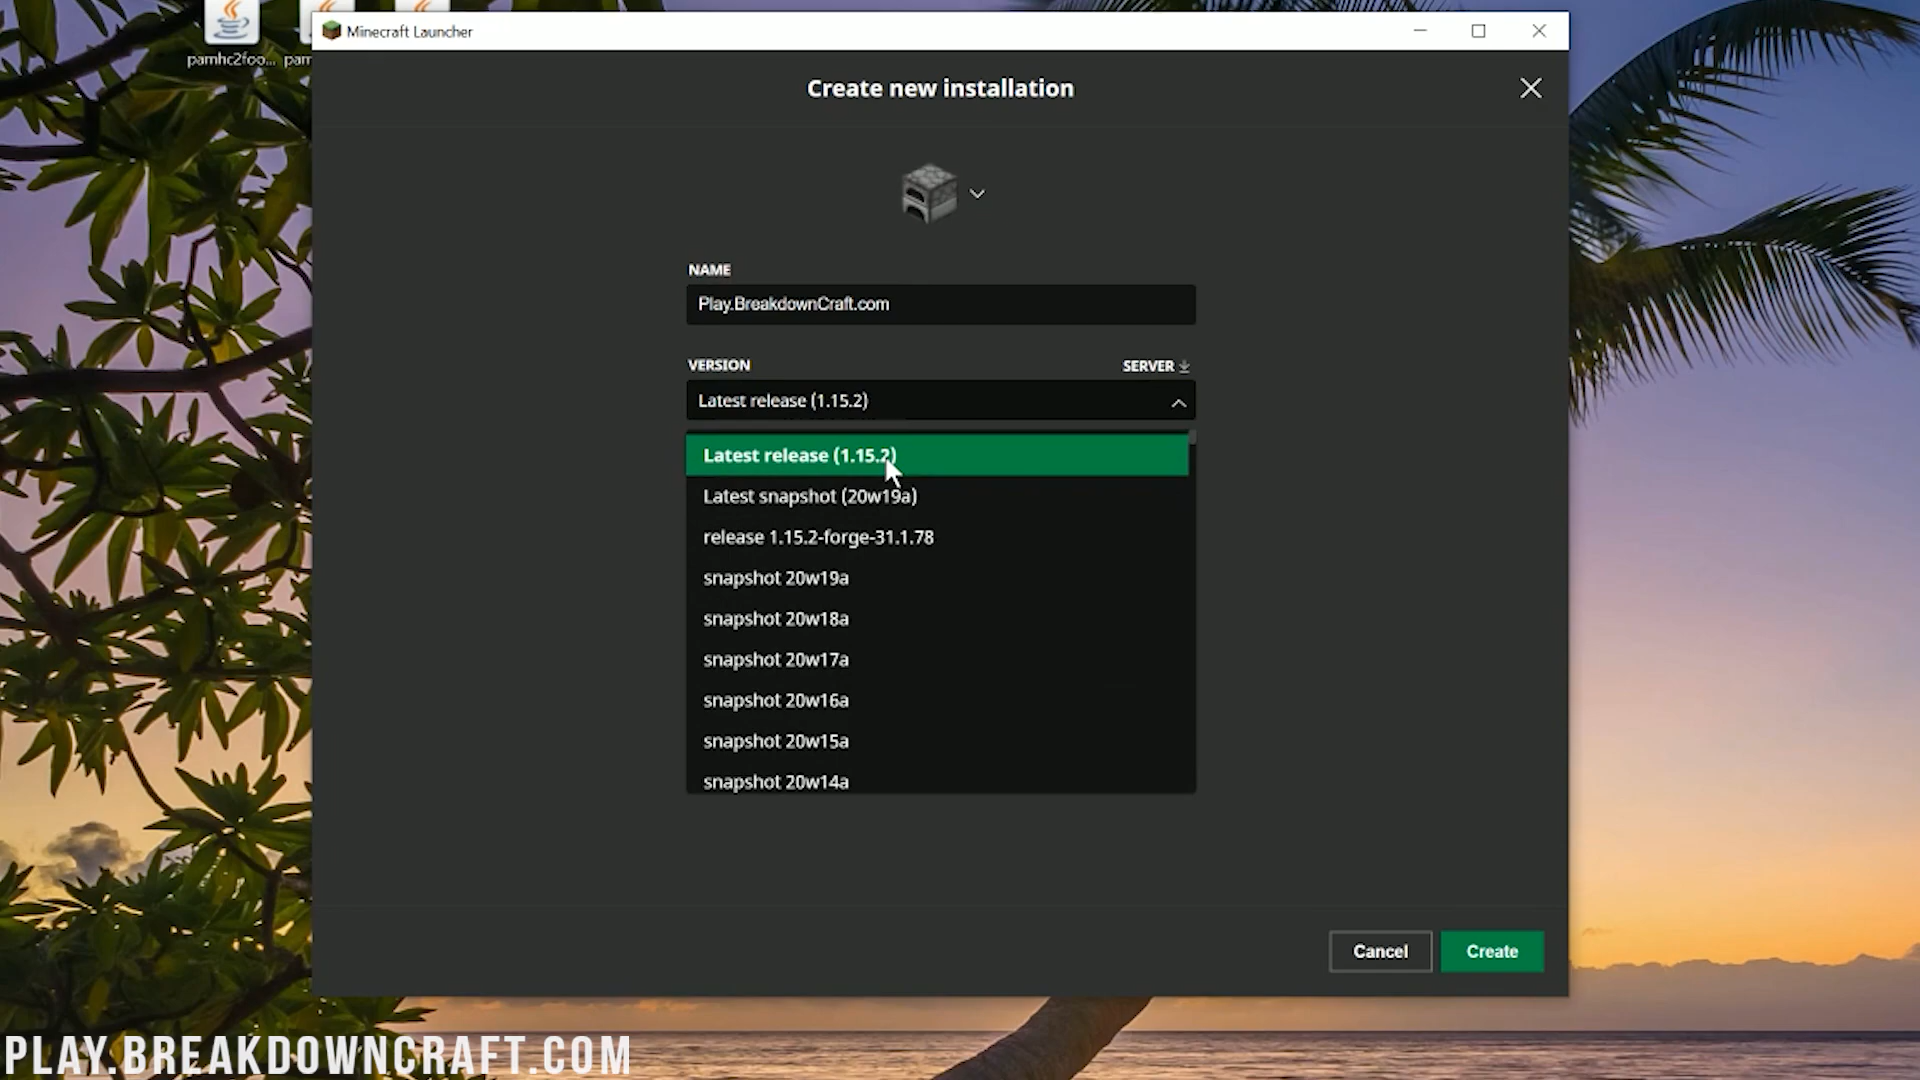 Minecraft Launcher
pamhc2foo... pam
Create new installation
NAME
Play.BreakdownCraft.com
VERSION
SERVER
Latest release (1.15.2)
Latest release (1.15.2)
Latest snapshot (20w19a)
release 1.15.2-forge-31.1.78
snapshot 20w19a
snapshot 20w18a
snapshot 20w17a
snapshot 20w16a
snapshot 20w15a
snapshot 20w14a
Cancel
Create
PLAY.BREAKDOWNCRAFT.COM